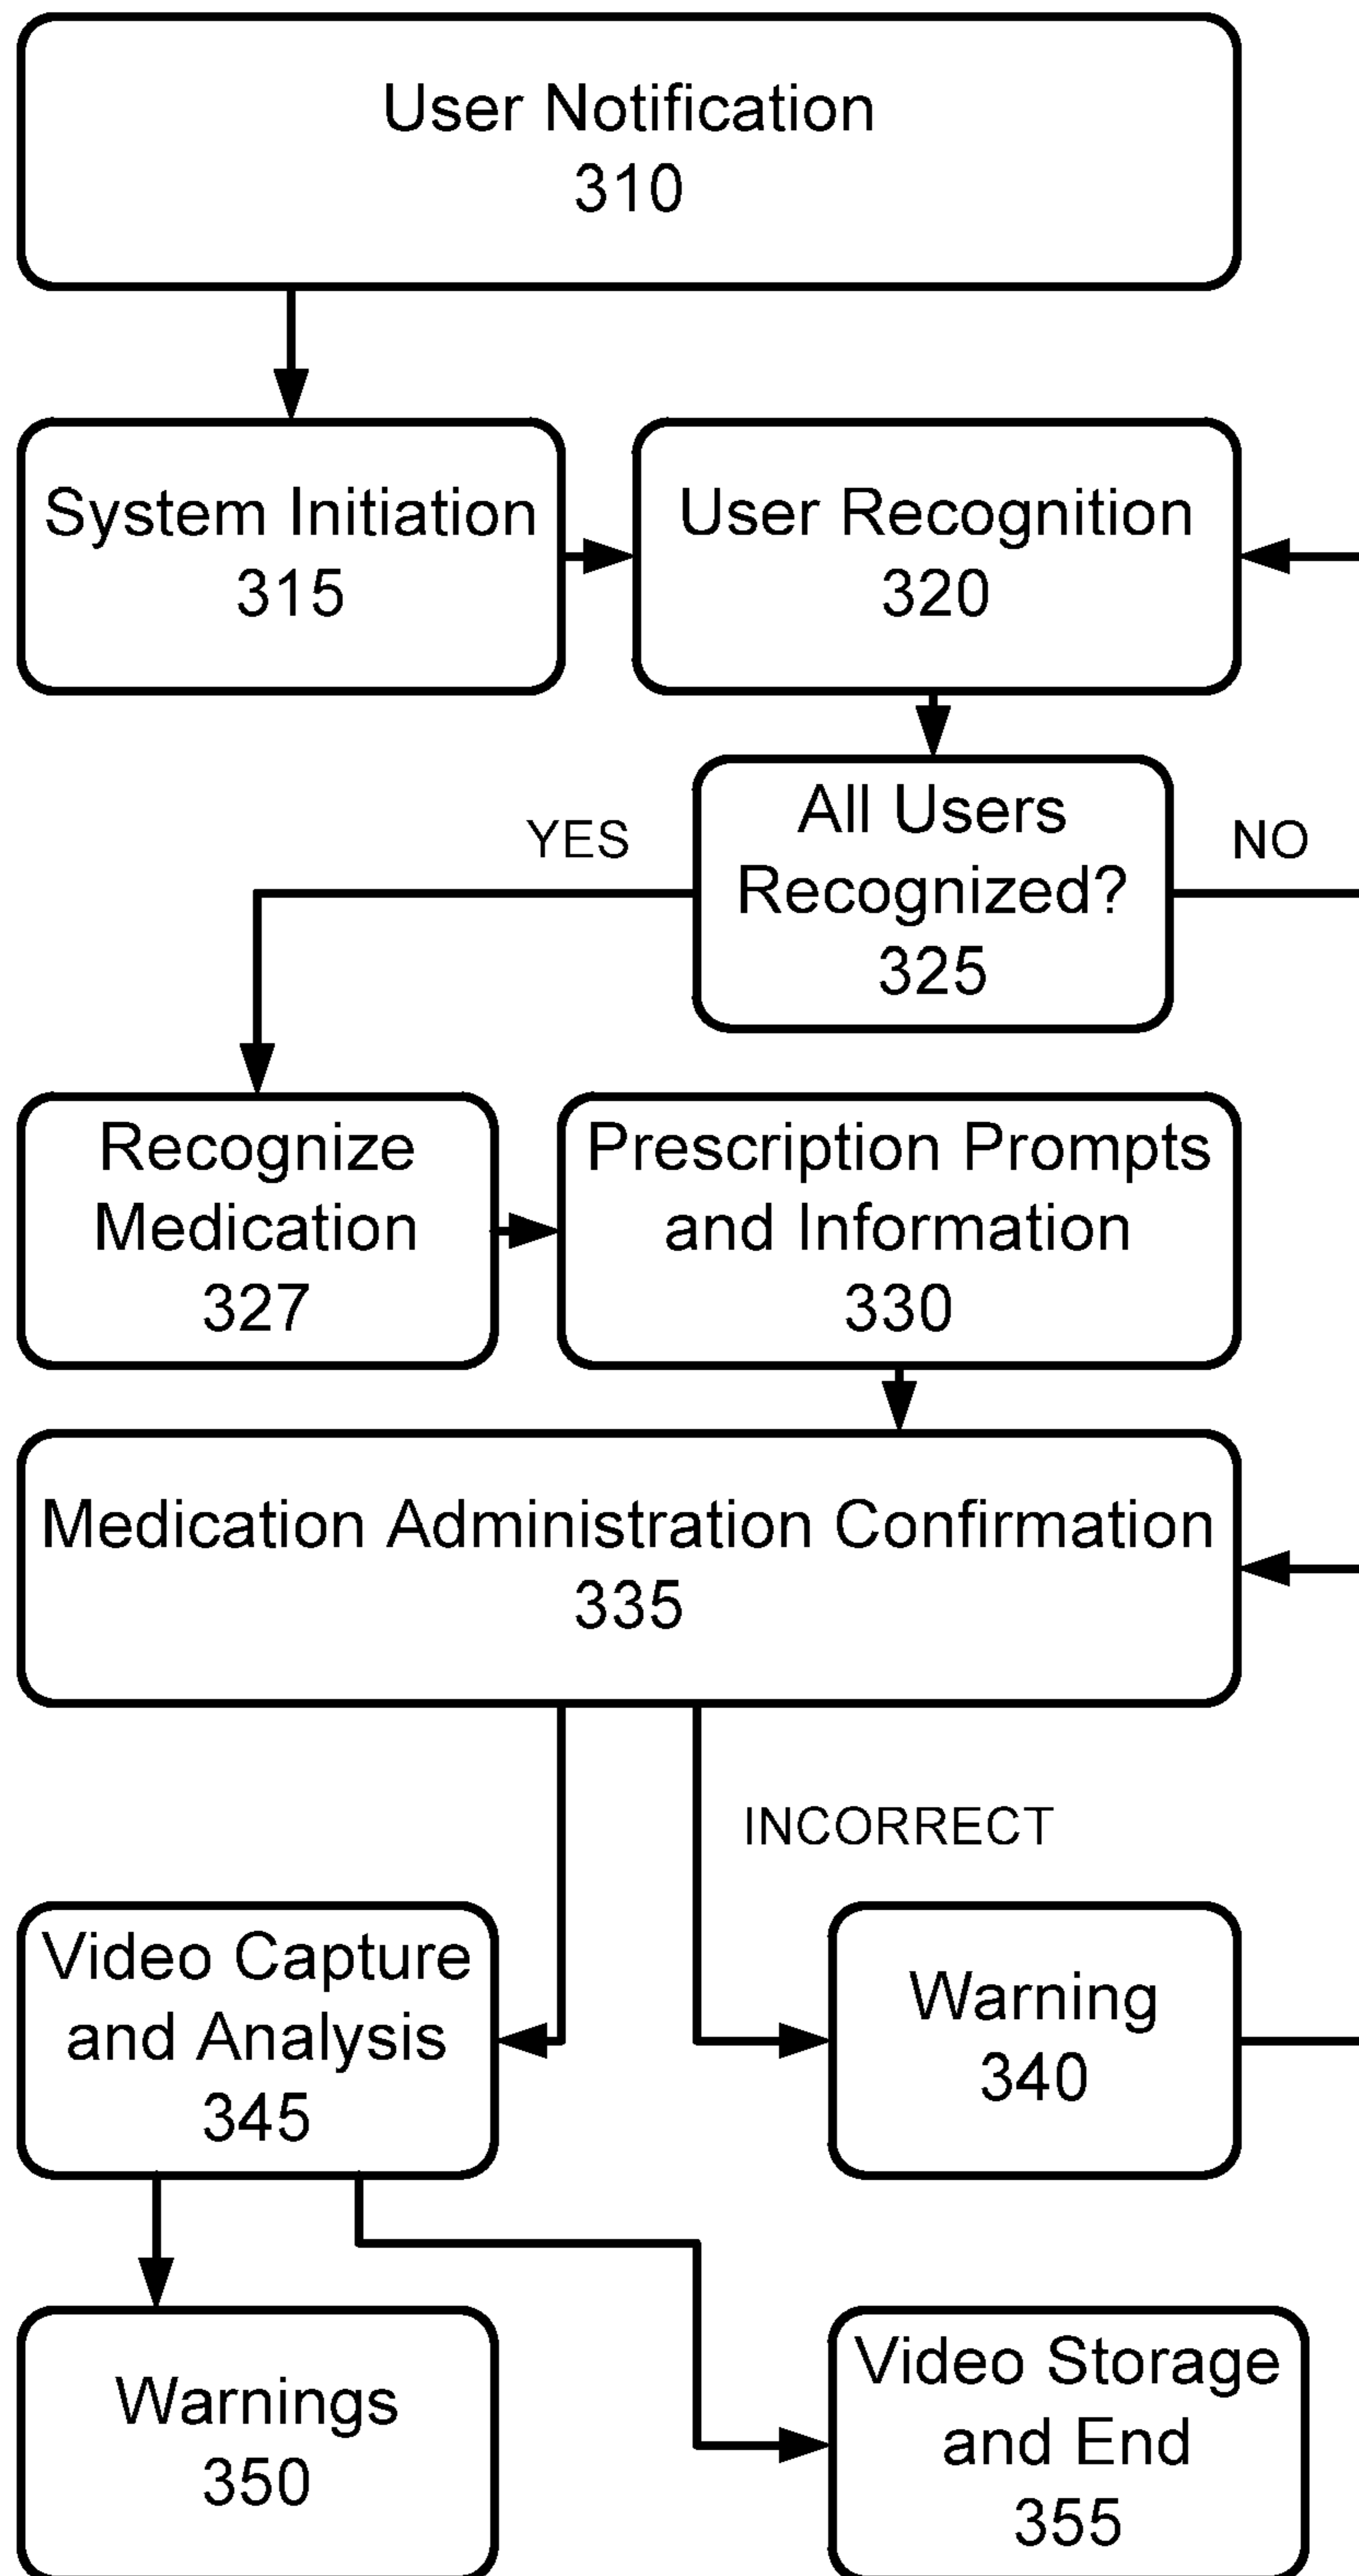 User Notification
310
System Initiation
315
User Recognition
320
YES
All Users
Recognized?
325
NO
Recognize
Medication
327
Prescription Prompts
and Information
330
Medication Administration Confirmation
335
INCORRECT
Video Capture
and Analysis
345
Warning
340
Warnings
350
Video Storage
and End
355